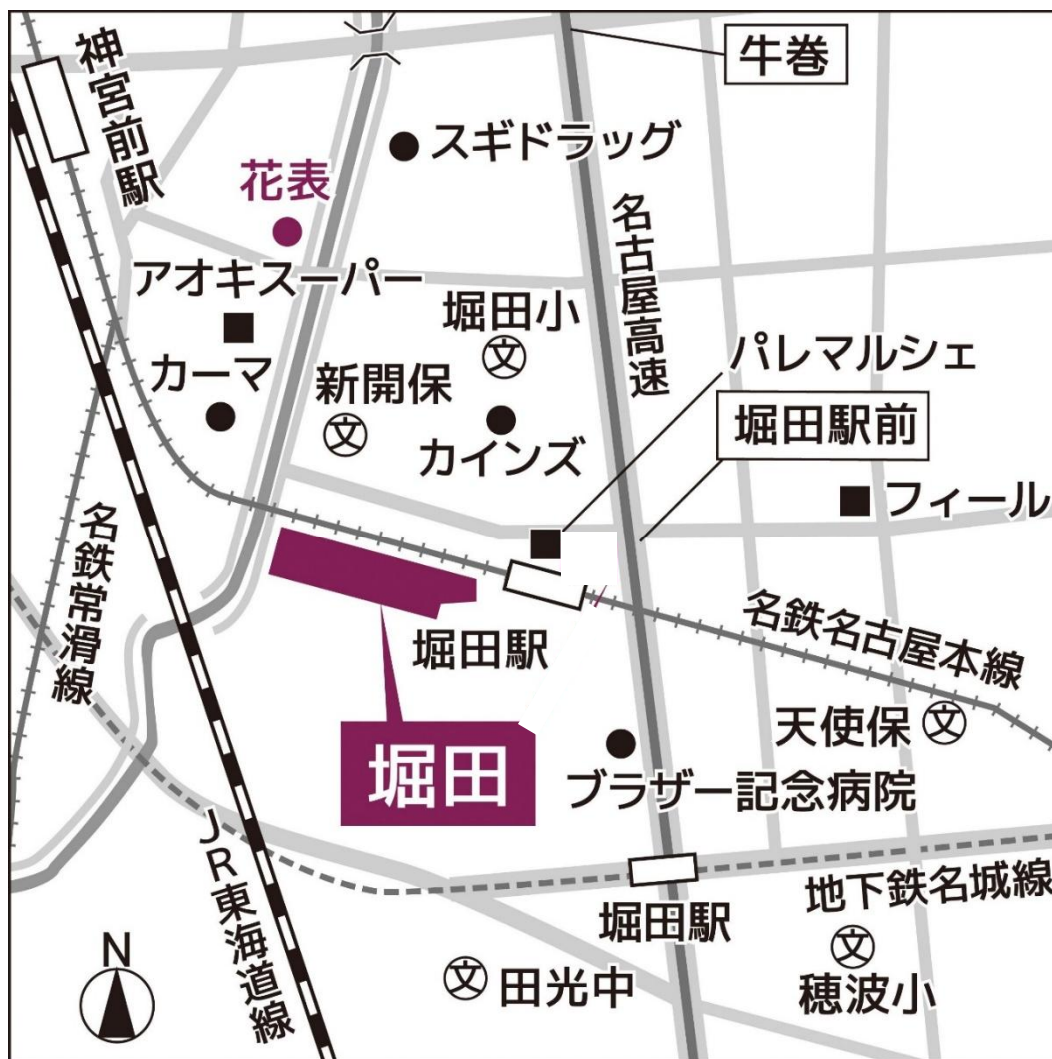 牛巻
神宮前駅
スギドラッグ
花表
名古屋高速
アオキスーパー
堀田小
文
パレマルシェ
カーマ
新開保
文
カインズ
堀田駅前
フィール
名鉄常滑線
堀田駅
名鉄名古屋本線
天使保
文
堀田
ブラザー記念病院
JR東海道線
地下鉄名城線
堀田駅
N
文
田光中
文
穂波小